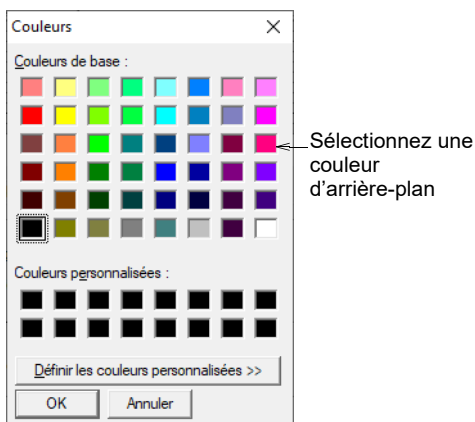 Couleurs
Couleurs de base :
Sélectionnez une
couleur
d'arrière-plan
Couleurs personnalisées :
Définir les couleurs personnalisées >>
OK
Annuler